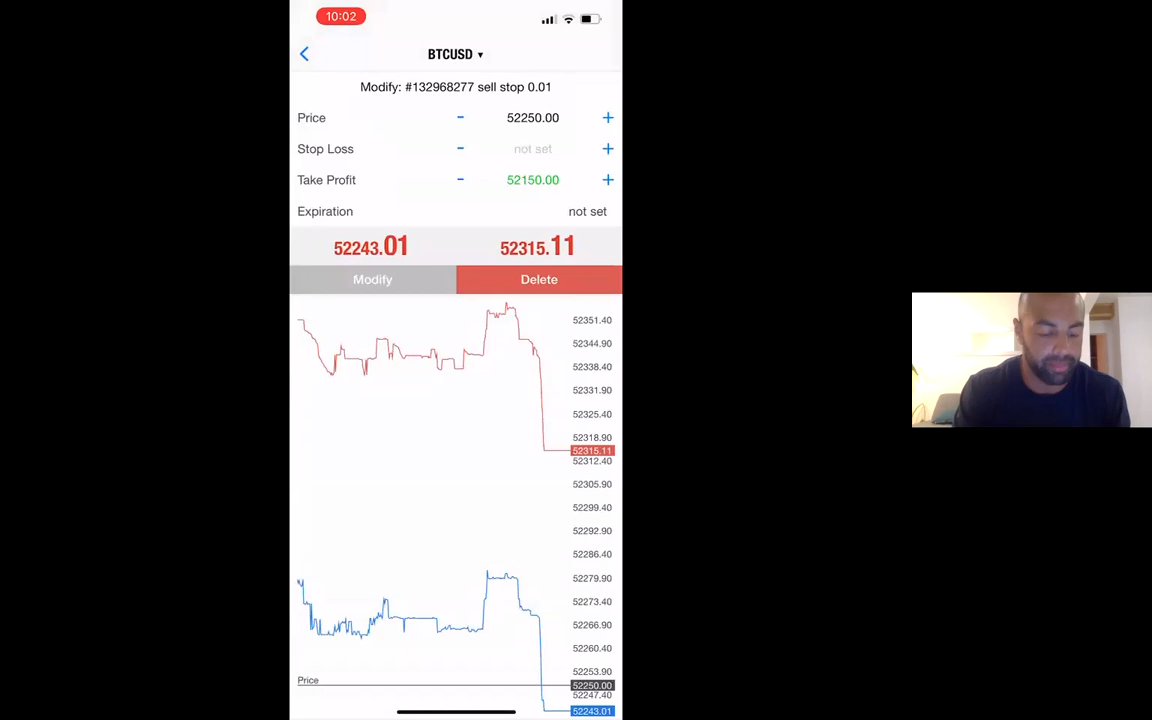 10:02
BTCUSD ▾
Modify: #132968277 sell stop 0.01
Price - 52250.00 +
Stop Loss - not set +
Take Profit - 52150.00 +
Expiration not set
52243.01 52315.11
Modify Delete
52351.40
52344.90
52338.40
52331.90
52325.40
52318.90
52315.11
52312.40
52305.90
52299.40
52292.90
52286.40
52279.90
52273.40
52266.90
52260.40
52253.90
Price 52250.00
52247.40
52243.01